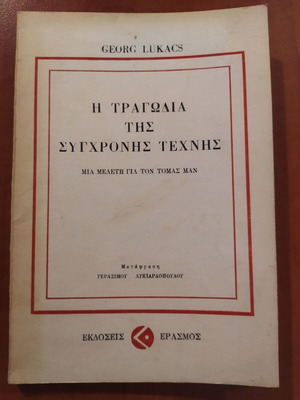 GEORG LUKACS
Η ΤΡΑΓΩΔΙΑ
ΤΗΣ
ΣΥΓΧΡΟΝΗΣ ΤΕΧΝΗΣ
ΜΙΑ ΜΕΛΕΤΗ ΓΙΑ ΤΟΝ ΤΟΜΑΣ ΜΑΝ
Μετάφραση
ΓΕΡΑΣΙΜΟΥ ΛΥΚΙΑΡΔΟΠΟΥΛΟΥ
ΕΚΔΟΣΕΙΣ ΕΡΑΣΜΟΣ